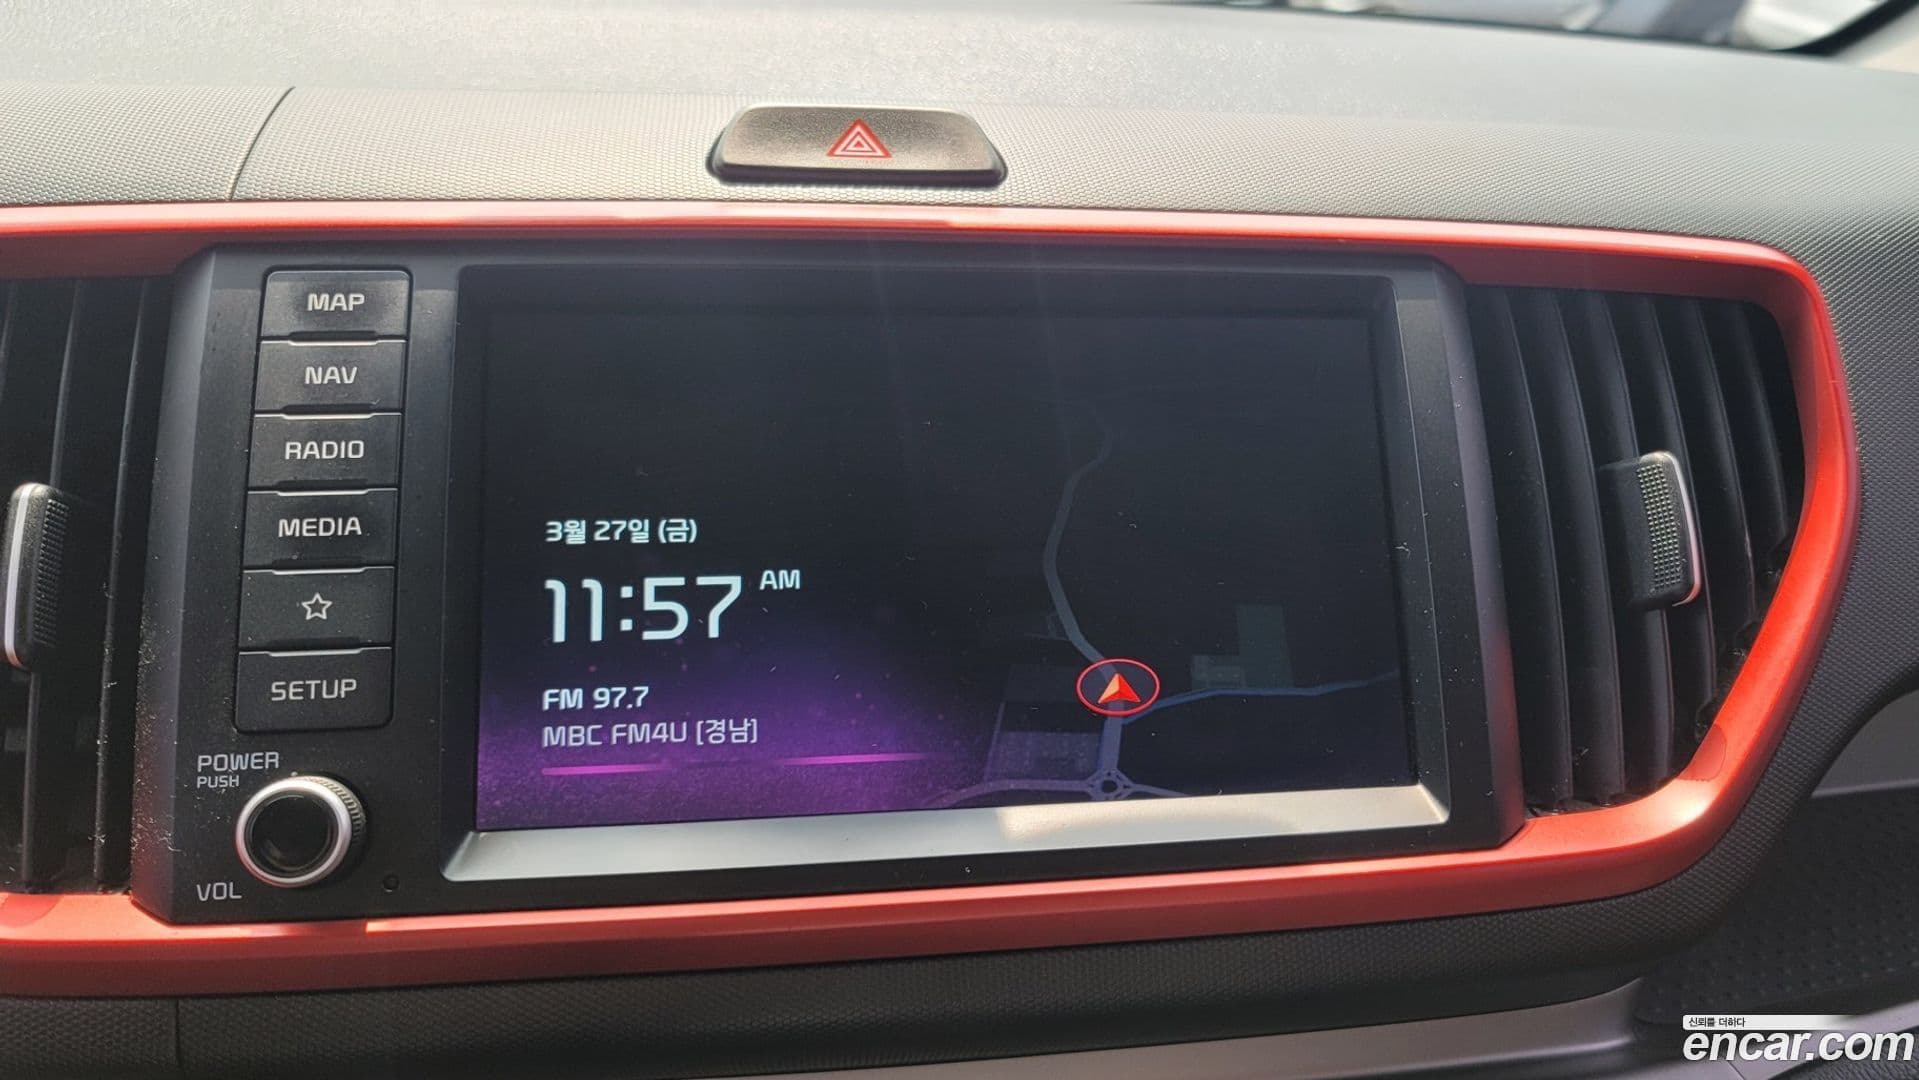 MAP
NAV
RADIO
MEDIA
SETUP
POWER
PUSH
VOL
3월 27일 (금)
11:57 AM
FM 97.7
MBC FM4U [경남]
신뢰를 더하다
encar.com